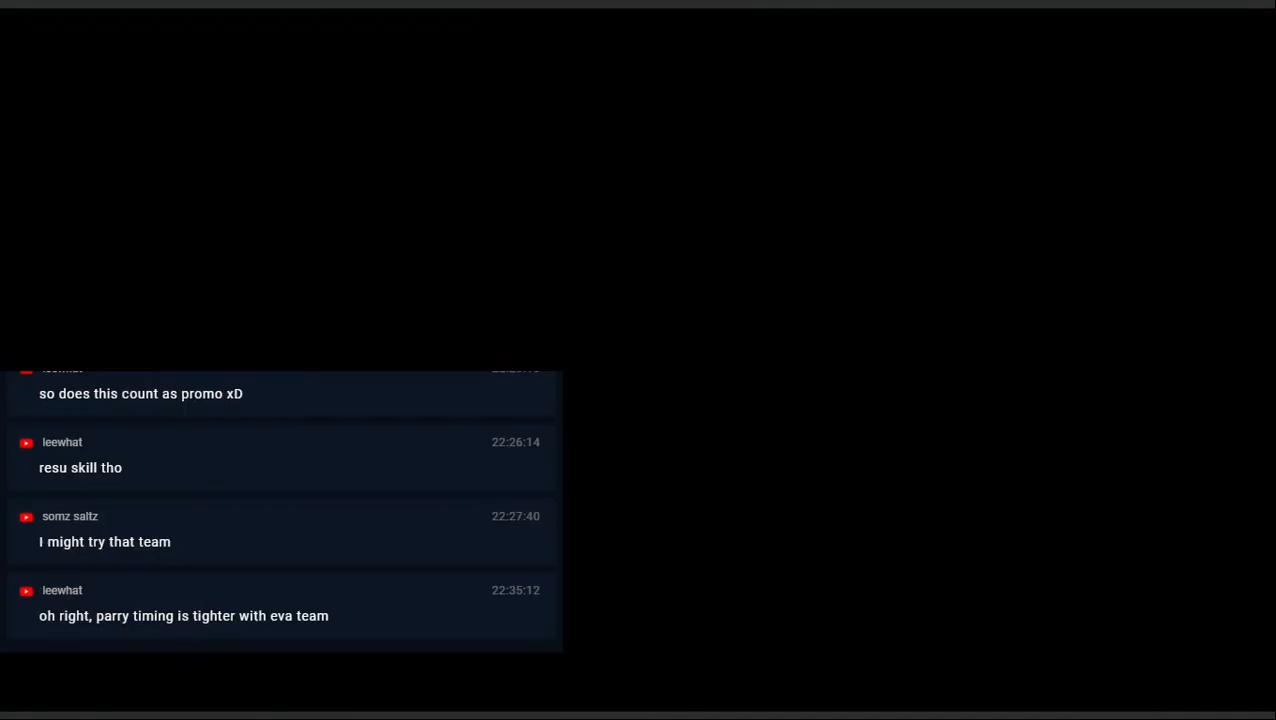 so does this count as promo xD
leewhat 22:26:14
resu skill tho
somz saltz 22:27:40
I might try that team
leewhat 22:35:12
oh right, parry timing is tighter with eva team